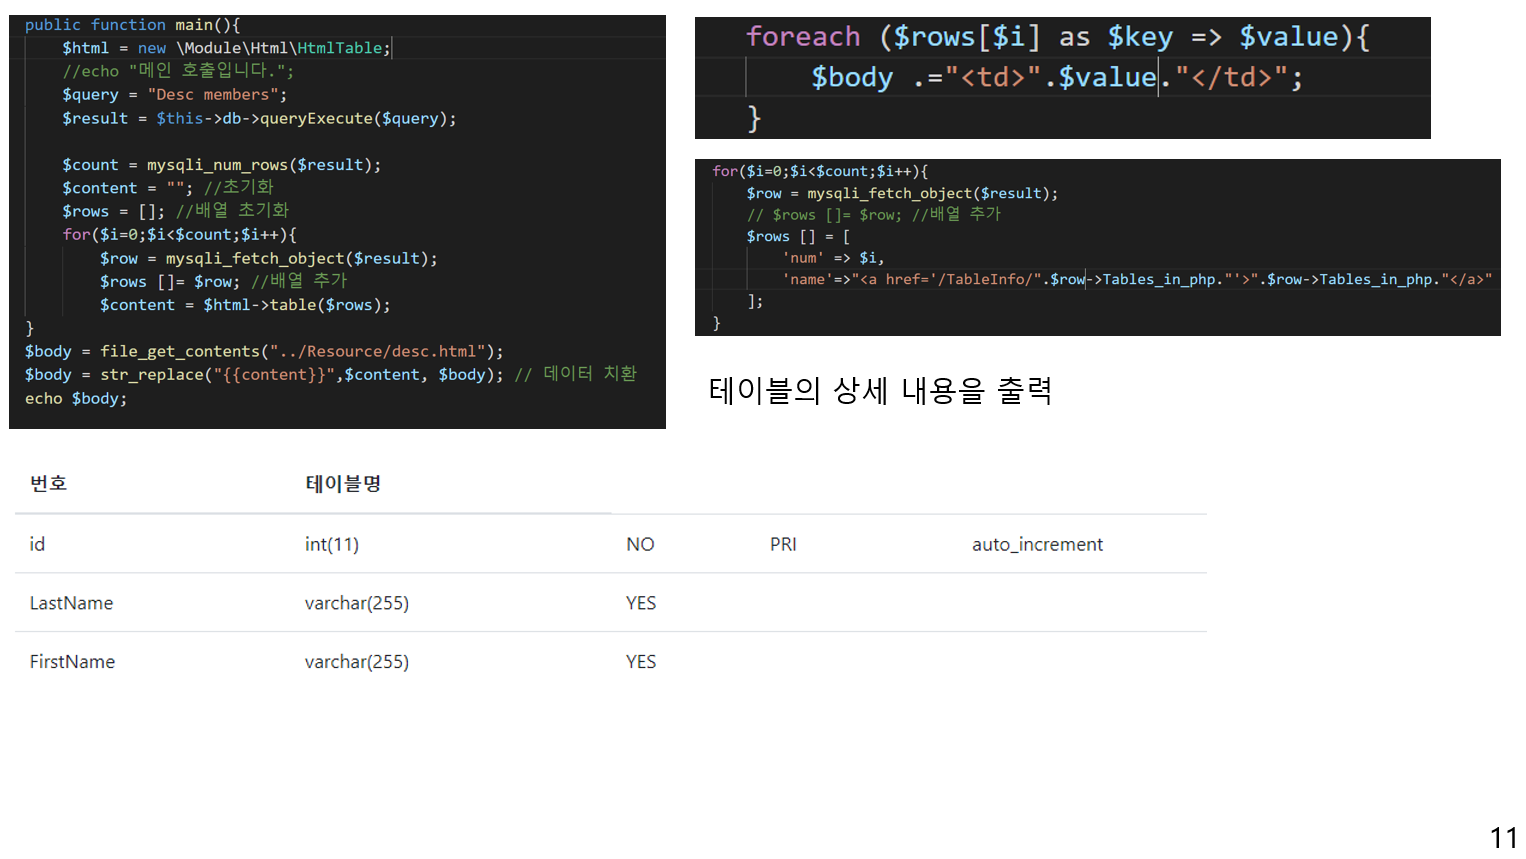 public function main(){
$html = new \Module\Html\HtmlTable;
//echo "메인 호출입니다.";
$query = "Desc members";
$result = $this->db->queryExecute($query);
$count = mysqli_num_rows($result);
$content = ""; //초기화
$rows = []; //배열 초기화
for($i=0;$i<$count;$i++){
$row = mysqli_fetch_object($result);
$rows []= $row; //배열 추가
$content = $html->table($rows);
}
$body = file_get_contents("../Resource/desc.html");
$body = str_replace("{{content}}",$content, $body); // 데이터 치환
echo $body;
foreach ($rows[$i] as $key => $value){
$body .="<td>".$value."</td>";
}
for($i=0;$i<$count;$i++){
$row = mysqli_fetch_object($result);
// $rows []= $row; //배열 추가
$rows [] = [
'num' => $i,
'name'=>"<a href='/TableInfo/".$row->Tables_in_php."'>".$row->Tables_in_php."</a>"
];
}
테이블의 상세 내용을 출력
번호 테이블명
id int(11) NO PRI auto_increment
LastName varchar(255) YES
FirstName varchar(255) YES
11